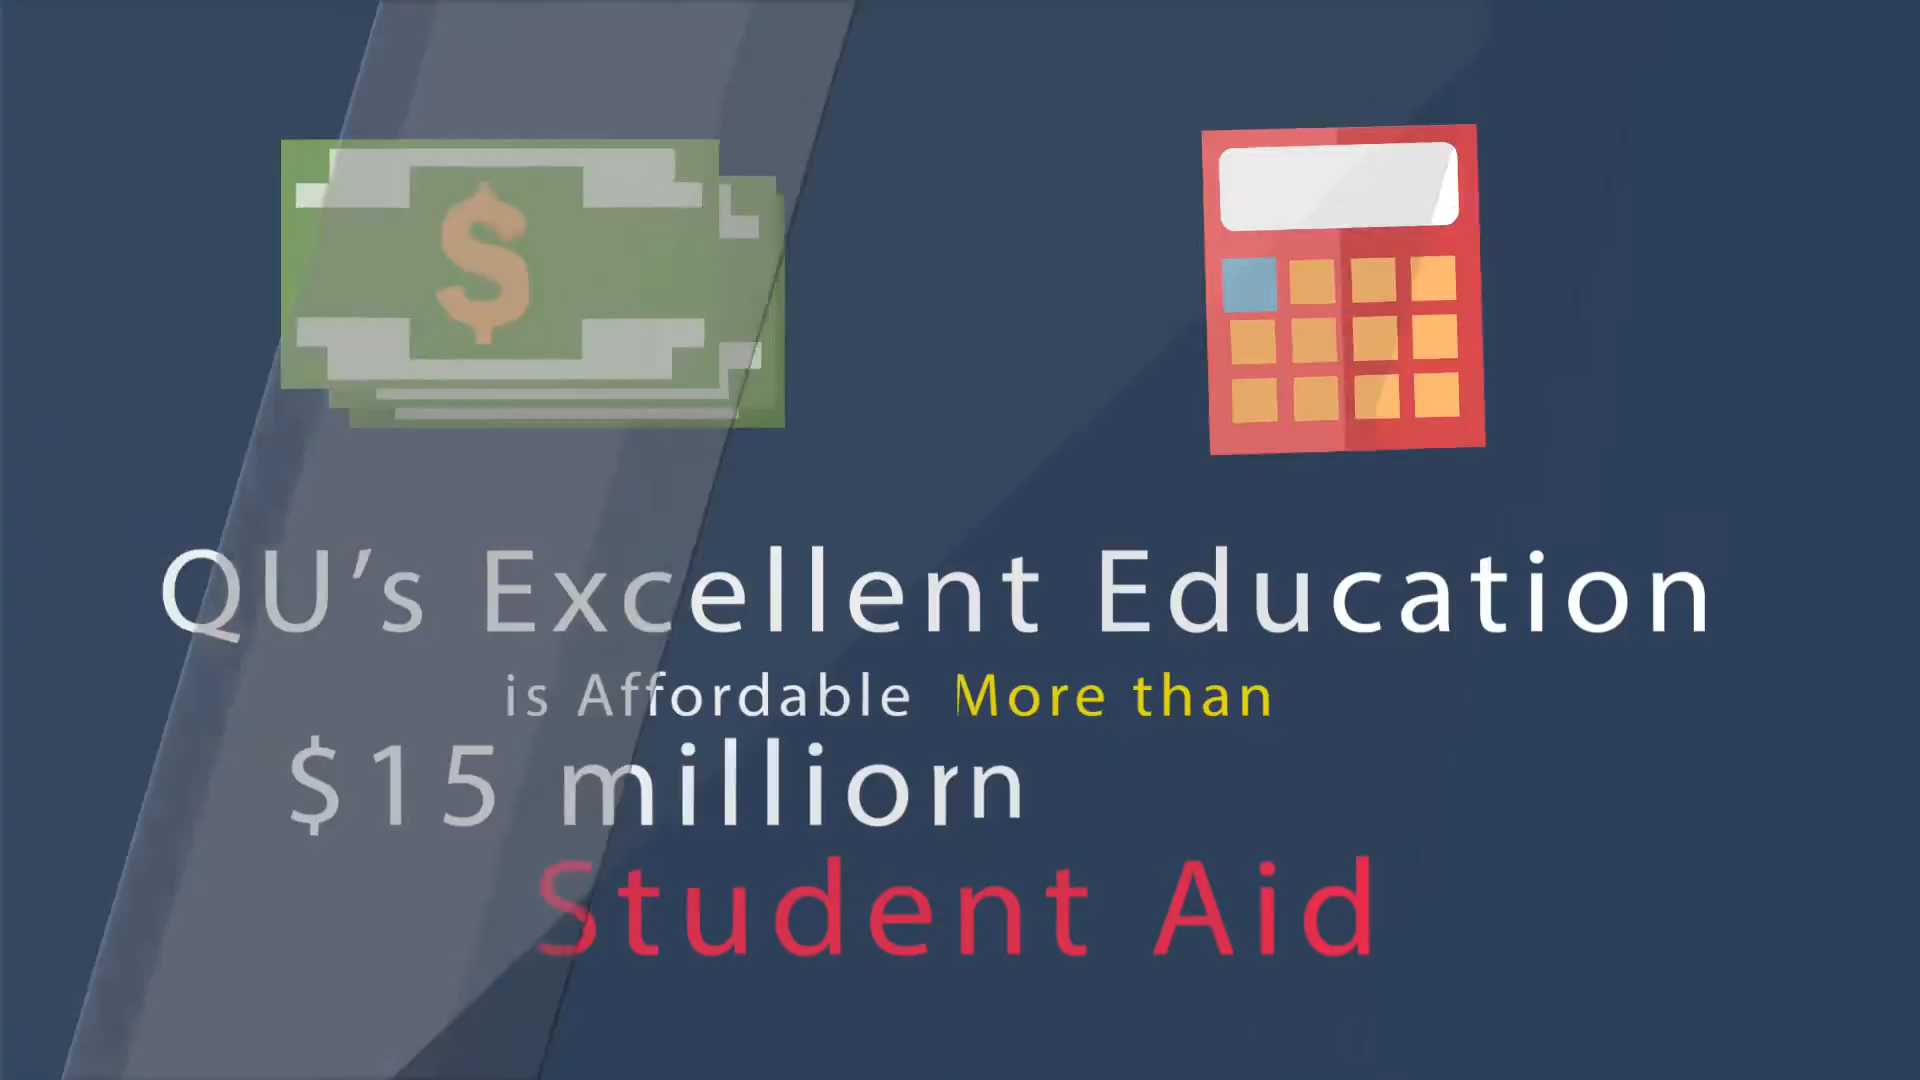 $
QU’s Excellent Education
is Affordable More than
$15 milliorn
Student Aid